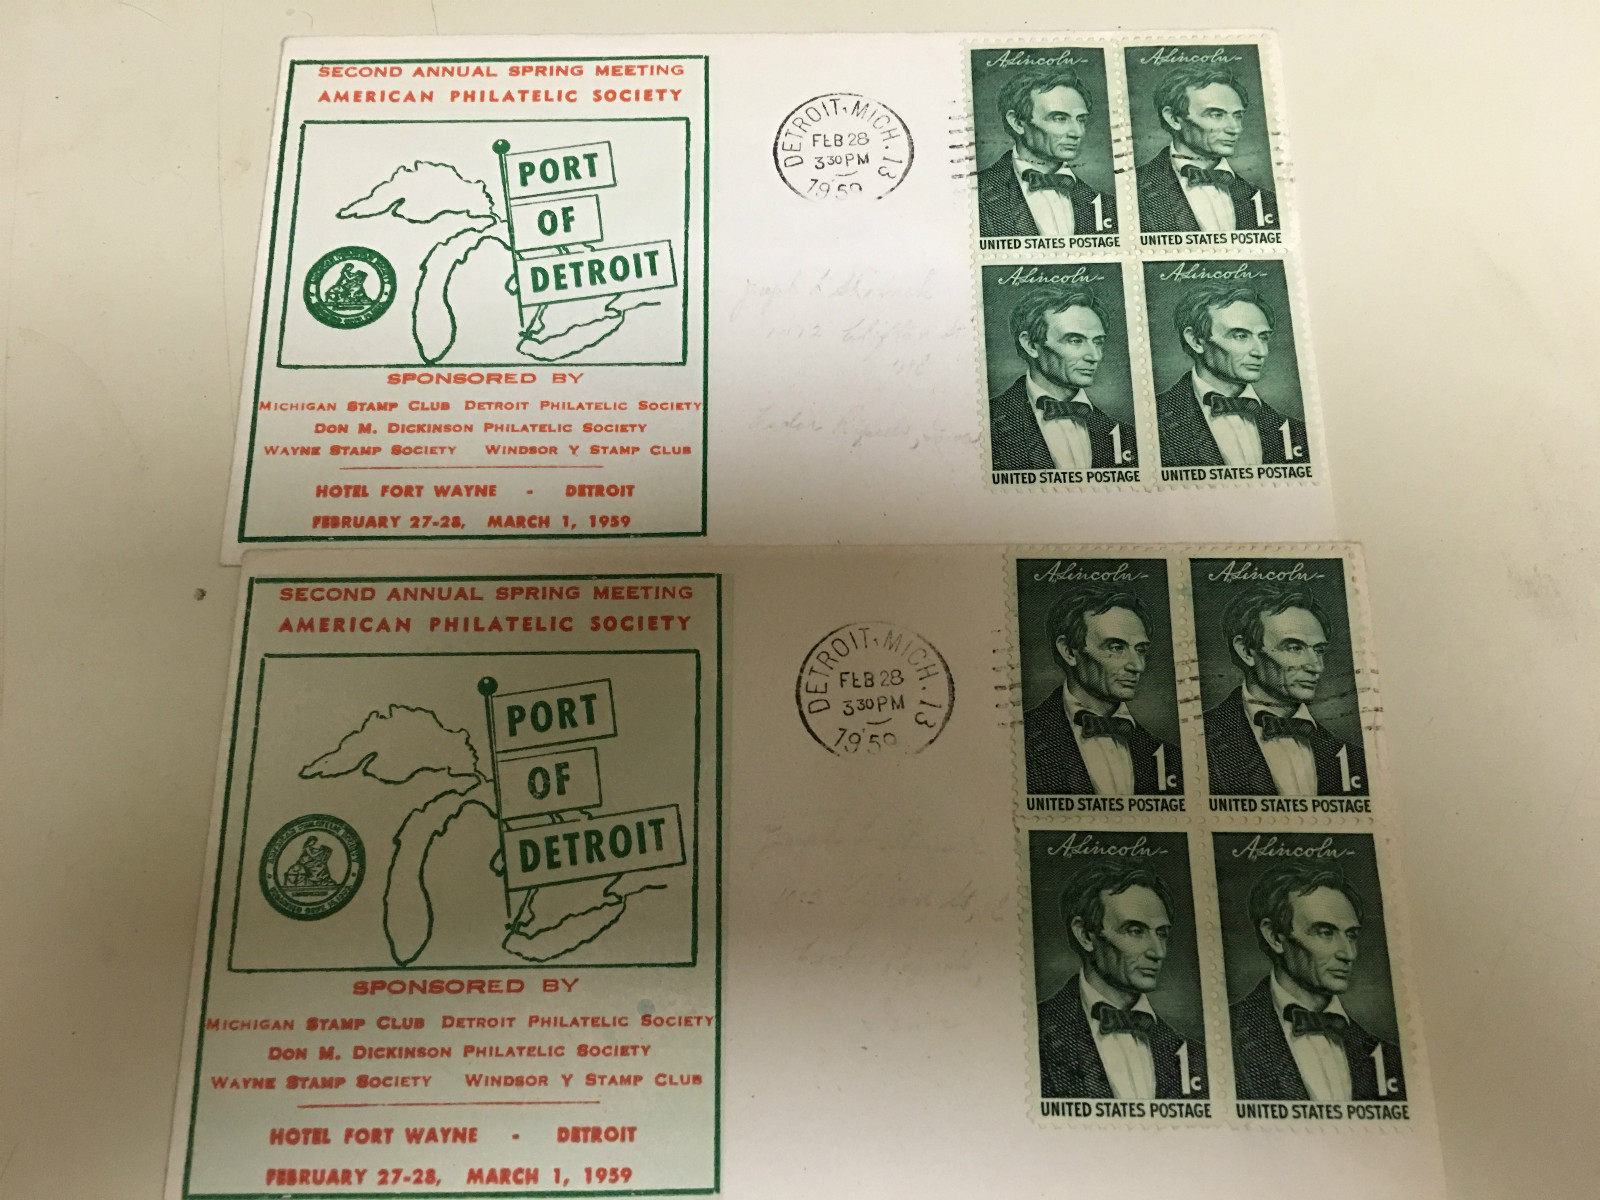 SECOND ANNUAL SPRING MEETING
AMERICAN PHILATELIC SOCIETY
PORT
OF
DETROIT
SPONSORED BY
MICHIGAN STAMP CLUB DETROIT PHILATELIC SOCIETY
DON M. DICKINSON PHILATELIC SOCIETY
WAYNE STAMP SOCIETY WINDSOR Y STAMP CLUB
HOTEL FORT WAYNE - DETROIT
FEBRUARY 27-28, MARCH 1, 1959
DETROIT, MICH. 13
FEB 28
3 30 PM
1959
A. Lincoln A. Lincoln
1c 1c
UNITED STATES POSTAGE UNITED STATES POSTAGE
A. Lincoln A. Lincoln
1c 1c
UNITED STATES POSTAGE UNITED STATES POSTAGE
SECOND ANNUAL SPRING MEETING
AMERICAN PHILATELIC SOCIETY
PORT
OF
DETROIT
SPONSORED BY
MICHIGAN STAMP CLUB DETROIT PHILATELIC SOCIETY
DON M. DICKINSON PHILATELIC SOCIETY
WAYNE STAMP SOCIETY WINDSOR Y STAMP CLUB
HOTEL FORT WAYNE - DETROIT
FEBRUARY 27-28, MARCH 1, 1959
DETROIT, MICH. 13
FEB 28
3 30 PM
1959
A. Lincoln A. Lincoln
1c 1c
UNITED STATES POSTAGE UNITED STATES POSTAGE
A. Lincoln A. Lincoln
1c 1c
UNITED STATES POSTAGE UNITED STATES POSTAGE